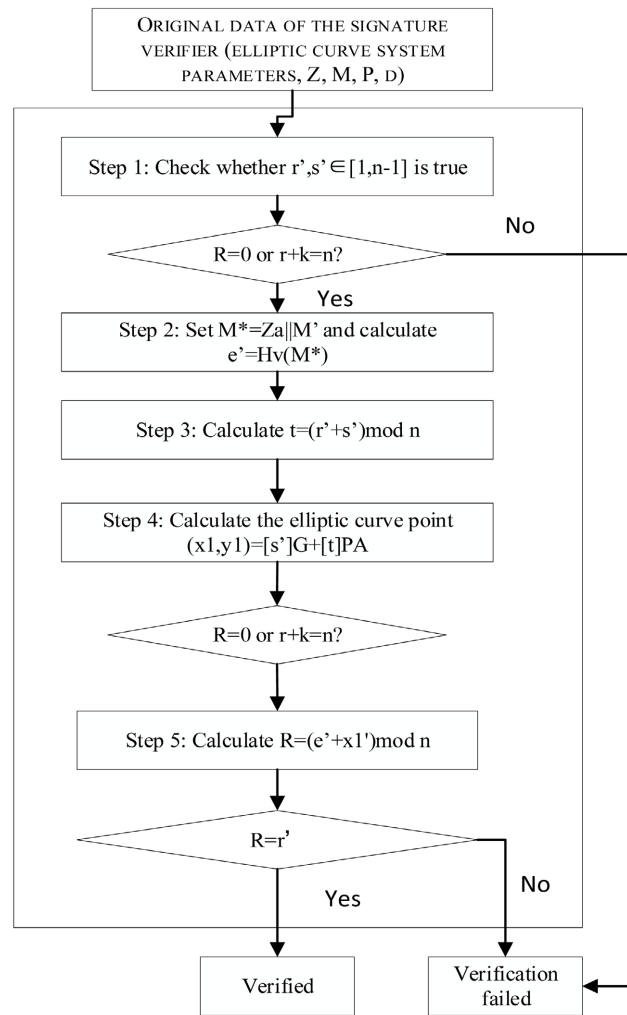 ORIGINAL DATA OF THE SIGNATURE
VERIFIER (ELLIPTIC CURVE SYSTEM
PARAMETERS, Z, M, P, D)
Step 1: Check whether r’,s’∈[1,n-1] is true
No
R=0 or r+k=n?
Yes
Step 2: Set M*=Za||M’ and calculate
e’=Hv(M*)
Step 3: Calculate t=(r’+s’)mod n
Step 4: Calculate the elliptic curve point
(x1,y1)=[s’]G+[t]PA
R=0 or r+k=n?
Step 5: Calculate R=(e’+x1')mod n
R=r’
No
Yes
Verified
Verification
failed